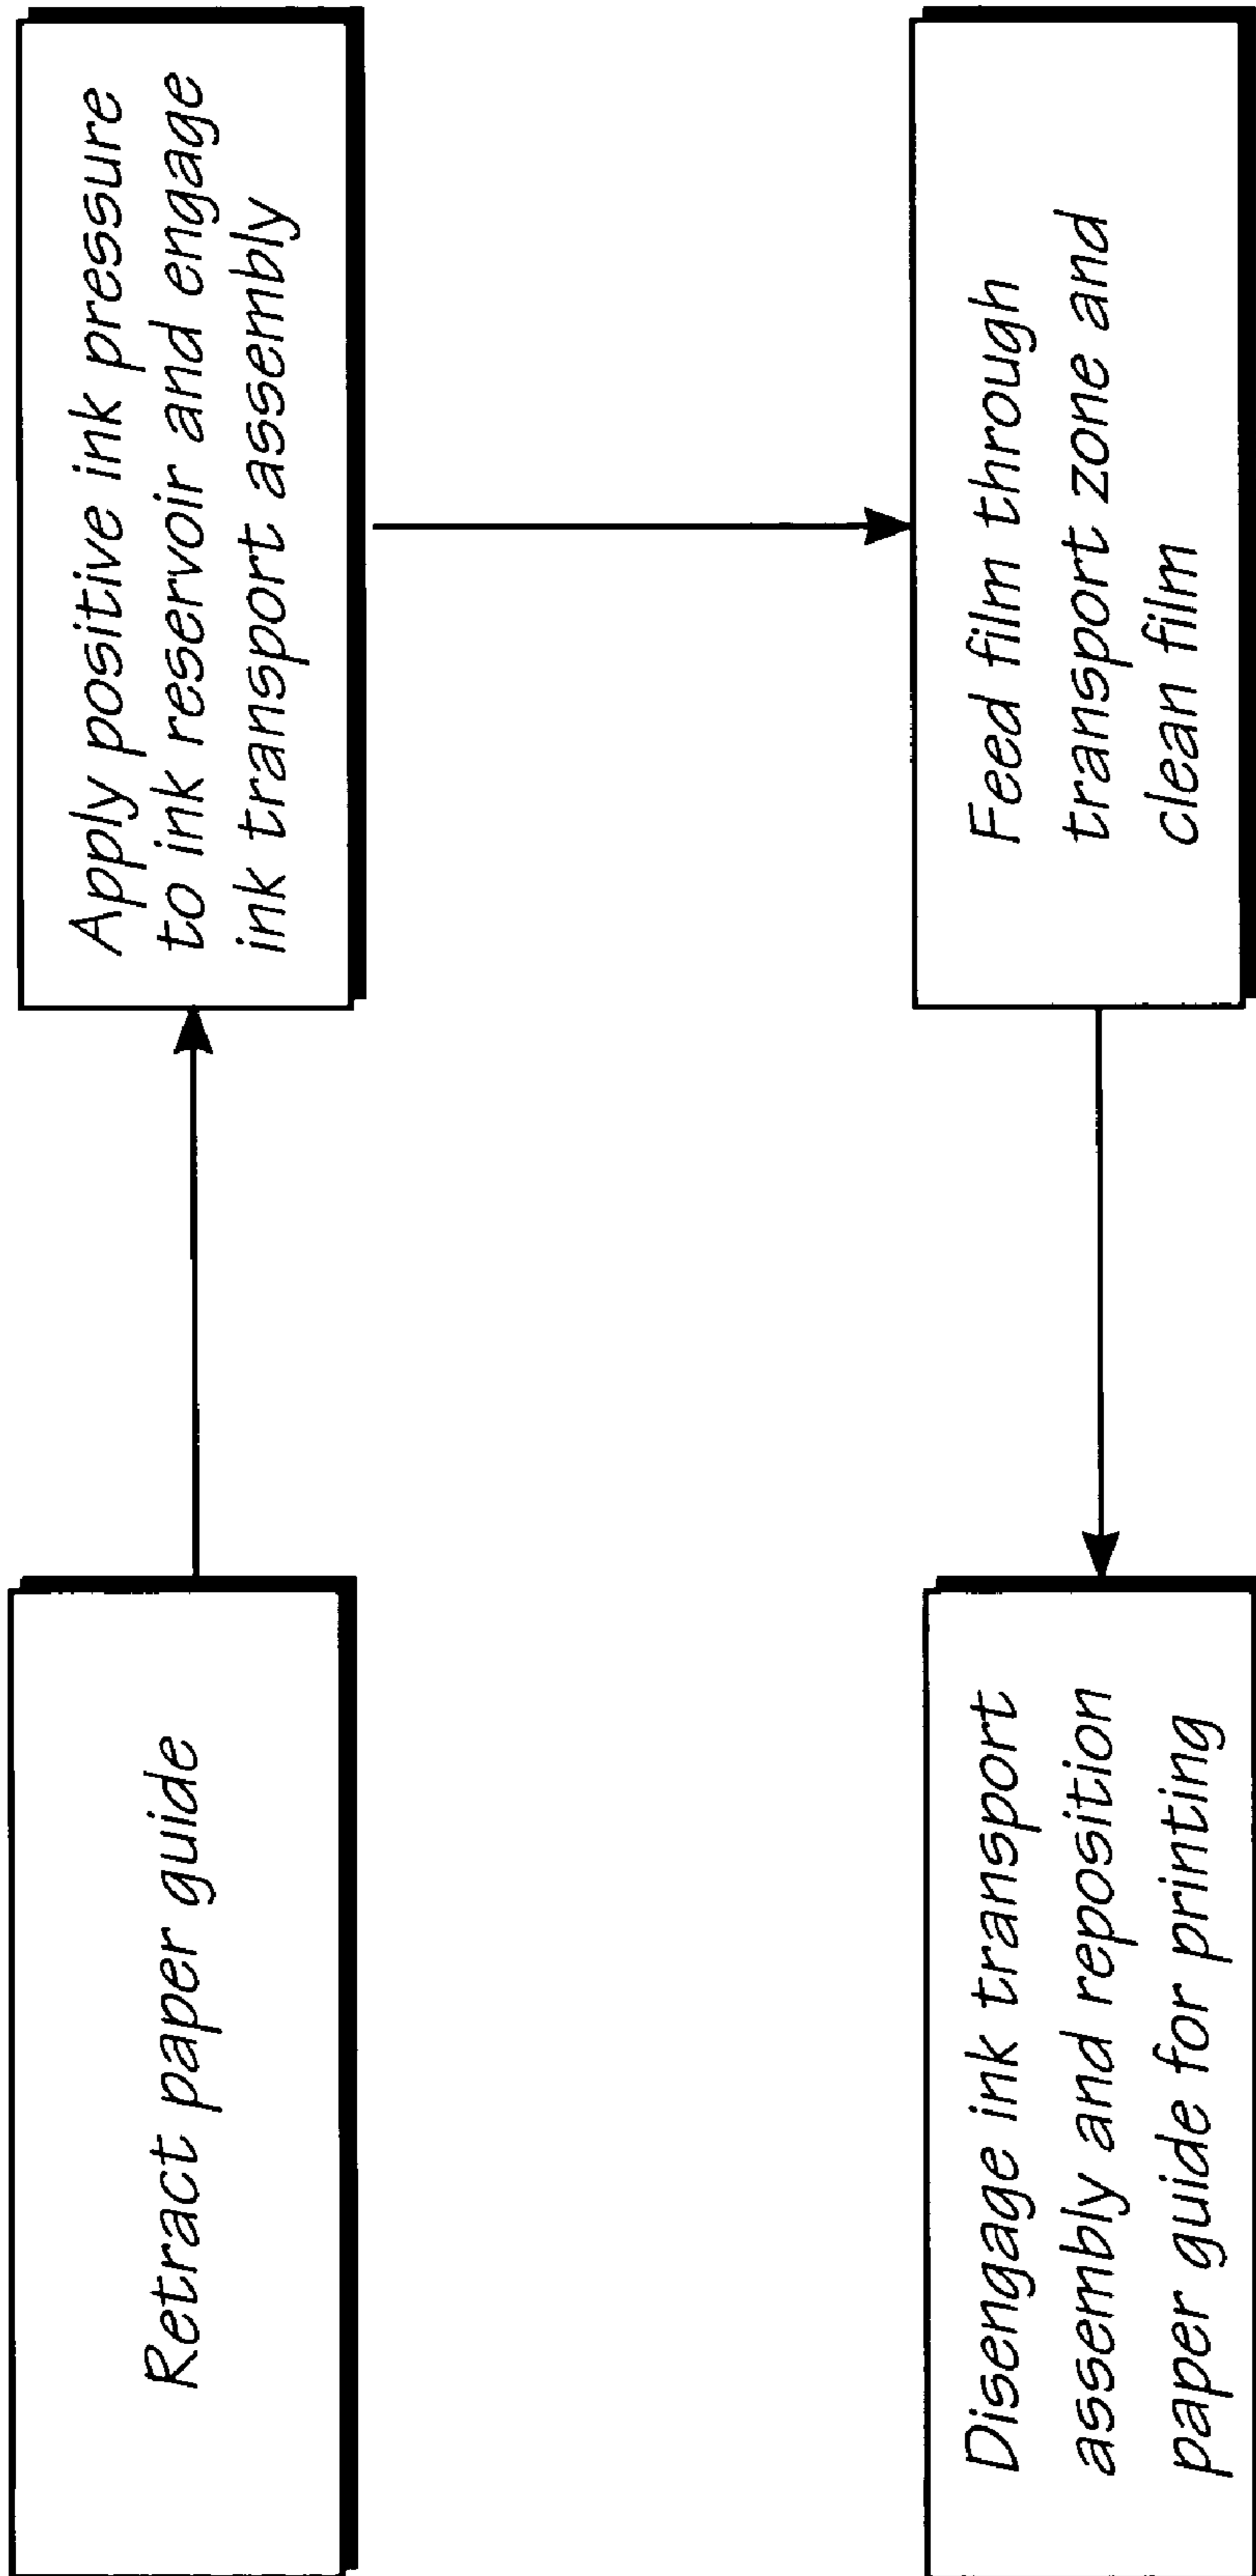 Retract paper guide
Apply positive ink pressure
to ink reservoir and engage
ink transport assembly
Feed film through
transport zone and
clean film
Disengage ink transport
assembly and reposition
paper guide for printing